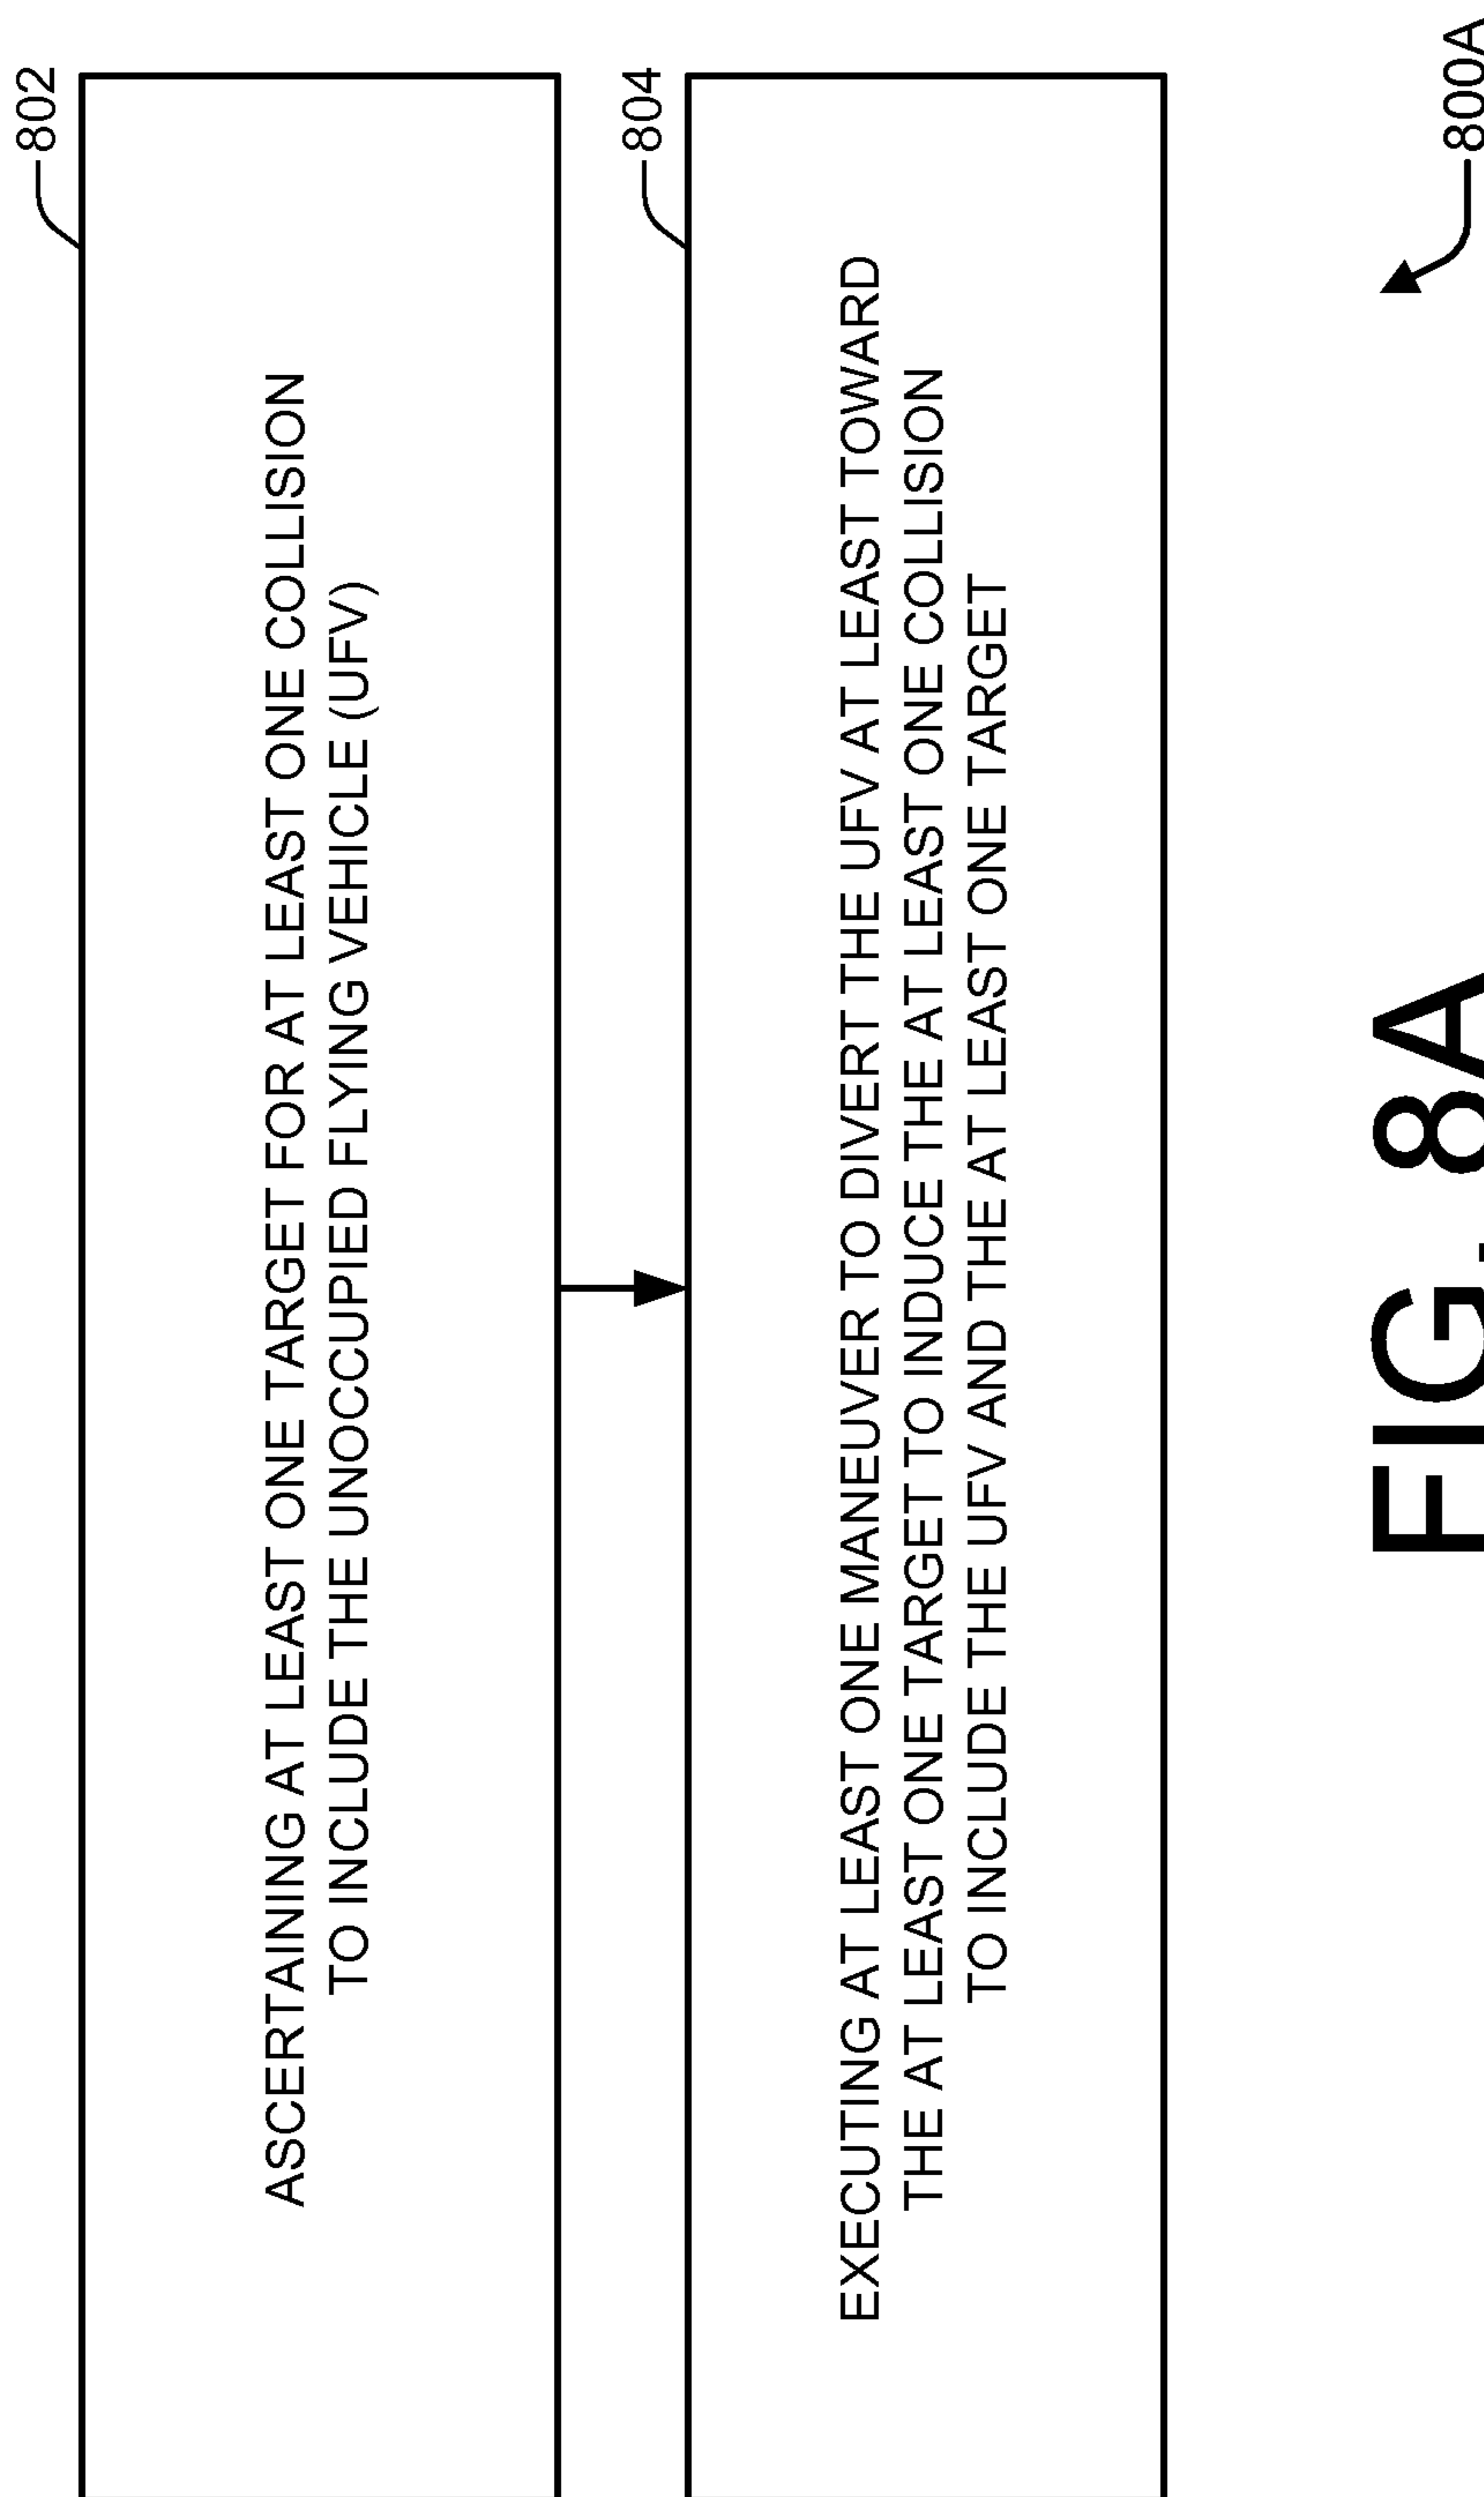 802
ASCERTAINING AT LEAST ONE TARGET FOR AT LEAST ONE COLLISION
TO INCLUDE THE UNOCCUPIED FLYING VEHICLE (UFV)
804
EXECUTING AT LEAST ONE MANEUVER TO DIVERT THE UFV AT LEAST TOWARD
THE AT LEAST ONE TARGET TO INDUCE THE AT LEAST ONE COLLISION
TO INCLUDE THE UFV AND THE AT LEAST ONE TARGET
800A
FIG. 8A